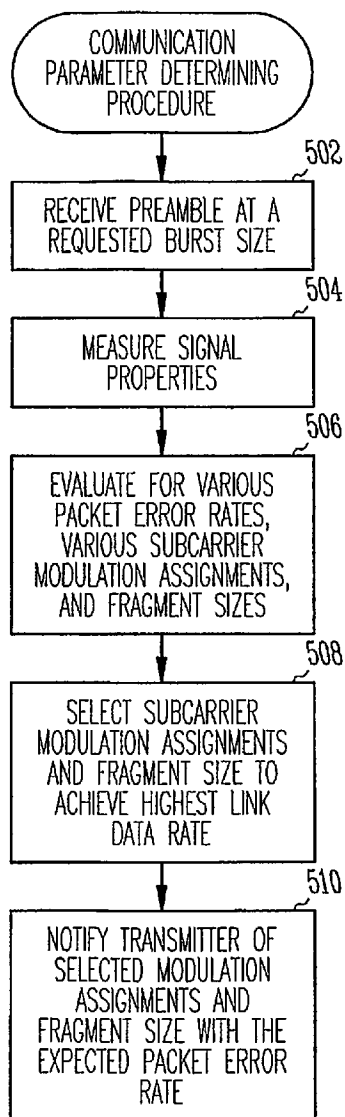 COMMUNICATION
PARAMETER DETERMINING
PROCEDURE
502
RECEIVE PREAMBLE AT A
REQUESTED BURST SIZE
504
MEASURE SIGNAL
PROPERTIES
506
EVALUATE FOR VARIOUS
PACKET ERROR RATES,
VARIOUS SUBCARRIER
MODULATION ASSIGNMENTS,
AND FRAGMENT SIZES
508
SELECT SUBCARRIER
MODULATION ASSIGNMENTS
AND FRAGMENT SIZE TO
ACHIEVE HIGHEST LINK
DATA RATE
510
NOTIFY TRANSMITTER OF
SELECTED MODULATION
ASSIGNMENTS AND
FRAGMENT SIZE WITH THE
EXPECTED PACKET ERROR
RATE